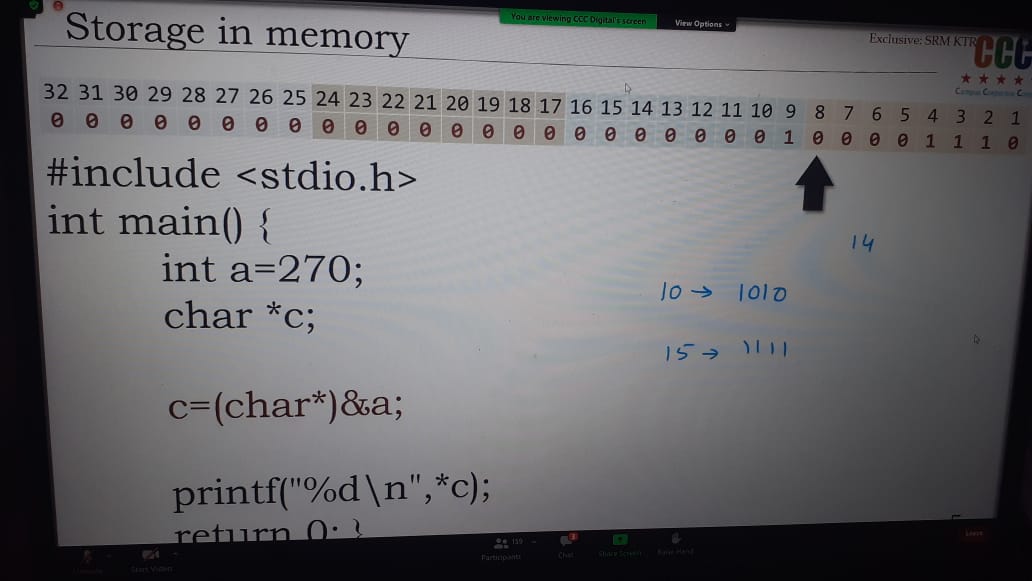 You are viewing CCC Digital's screen View Options
Storage in memory
Exclusive: SRM KTR
CCC
32 31 30 29 28 27 26 25 24 23 22 21 20 19 18 17 16 15 14 13 12 11 10 9 8 7 6 5 4 3 2 1
0 0 0 0 0 0 0 0 0 0 0 0 0 0 0 0 0 0 0 0 0 0 0 1 0 0 0 0 1 1 1 0
#include <stdio.h>
int main() {
int a=270;
14
char *c;
10 → 1010
15 → 1111
c=(char*)&a;
printf("%d\n",*c);
return 0; }
159
Start Video
Participants
Chat
Share Screen
Raise Hand
Leave